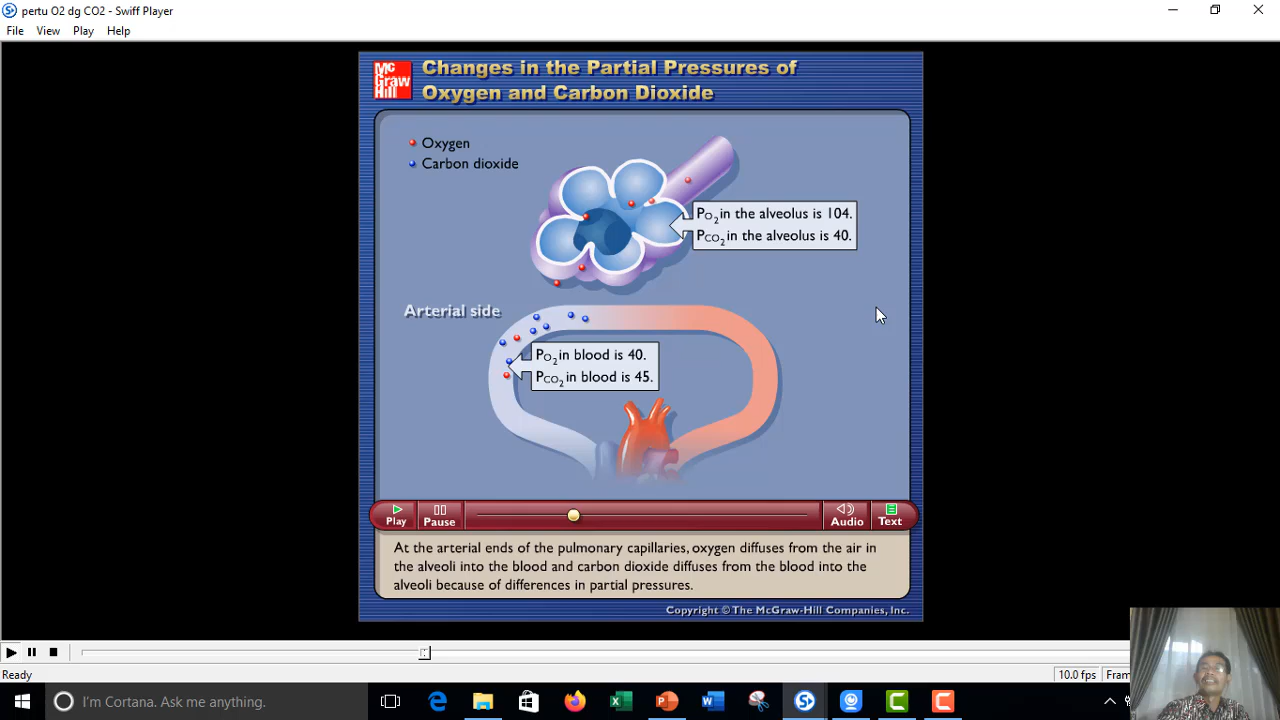 pertu O2 dg CO2 - Swiff Player
File View Play Help
Mc
Graw
Hill
Changes in the Partial Pressures of
Oxygen and Carbon Dioxide
Oxygen
Carbon dioxide
PO2 in the alveolus is 104.
PCO2 in the alveolus is 40.
Arterial side
PO2 in blood is 40.
PCO2 in blood is 45.
Play
Pause
Audio
Text
At the arterial ends of the pulmonary capillaries, oxygen diffuses from the air in
the alveoli into the blood and carbon dioxide diffuses from the blood into the
alveoli because of differences in partial pressures.
Copyright © The McGraw-Hill Companies, Inc.
Ready
10.0 fps
Fram
I'm Cortana. Ask me anything.